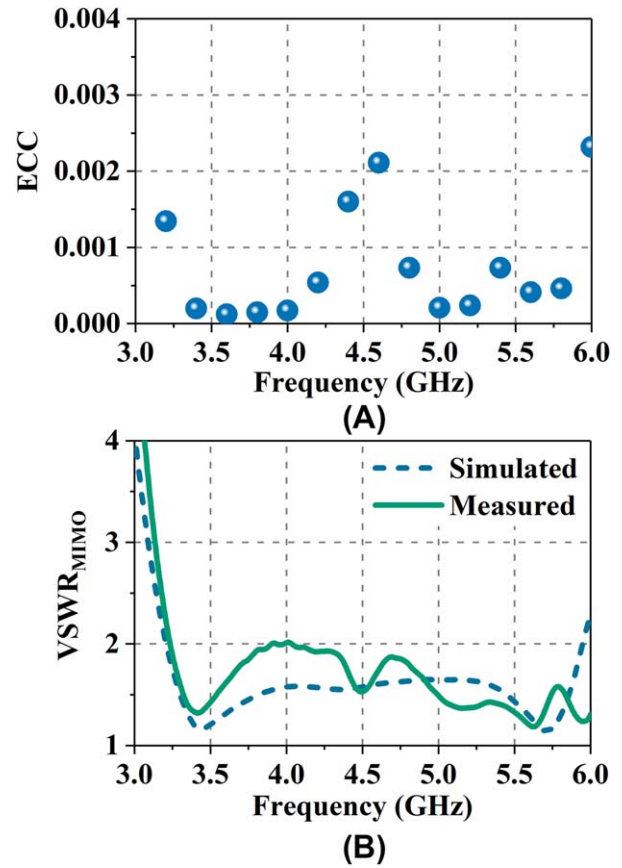 0.004
0.003
0.002
0.001
0.000
ECC
3.0 3.5 4.0 4.5 5.0 5.5 6.0
Frequency (GHz)
(A)
4
3
2
1
VSWRMIMO
Simulated
Measured
3.0 3.5 4.0 4.5 5.0 5.5 6.0
Frequency (GHz)
(B)